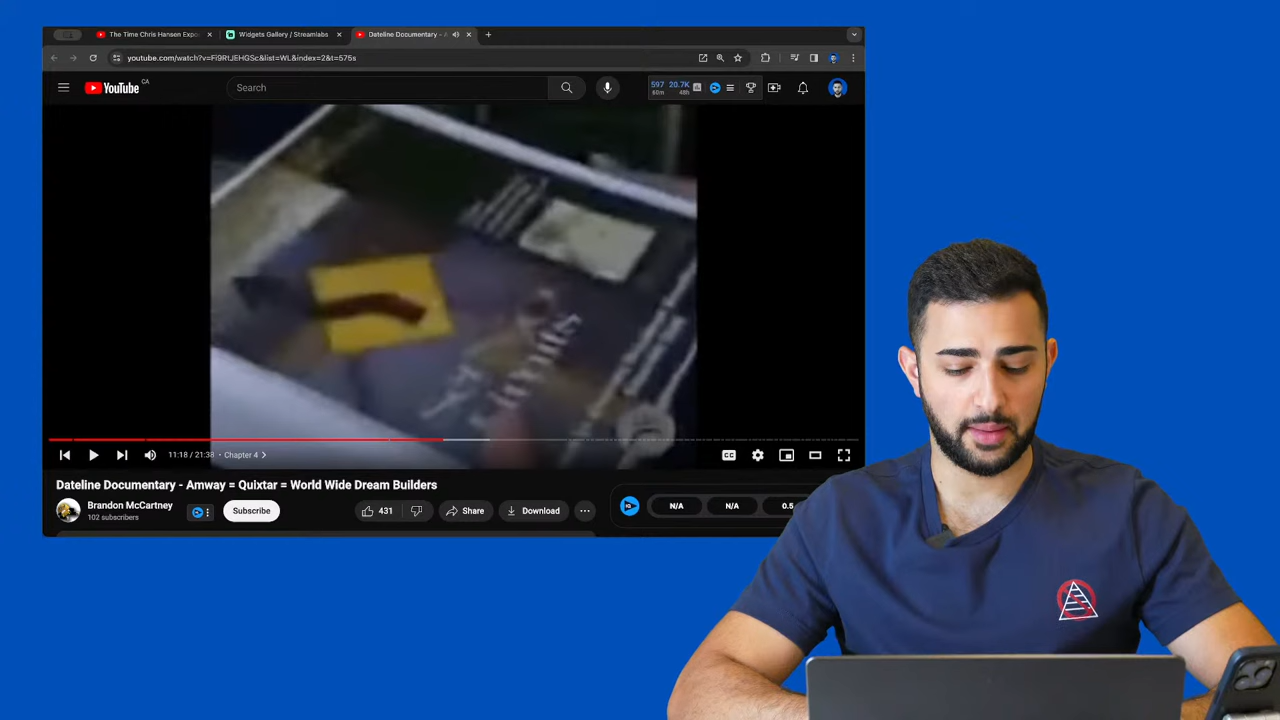 The Time Chris Hansen Expo
Widgets Gallery / Streamlabs
Dateline Documentary - A
youtube.com/watch?v=Fi9RtJEHGSc&list=WL&index=2&t=575s
YouTube CA
Search
597
60m
20.7K
48h
11:18 / 21:38 • Chapter 4
Dateline Documentary - Amway = Quixtar = World Wide Dream Builders
Brandon McCartney
102 subscribers
Subscribe
431
Share
Download
N/A
N/A
0.5